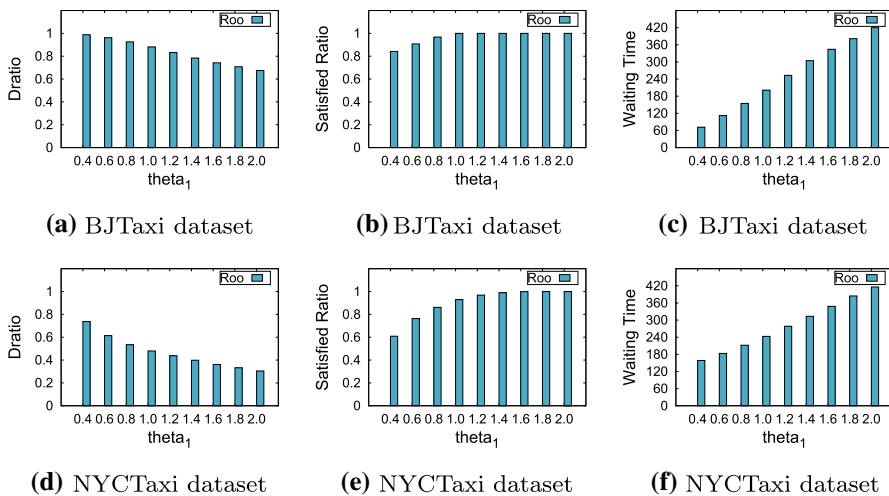 Roo
Dratio
1
0.8
0.6
0.4
0.2
0
0.4 0.6 0.8 1.0 1.2 1.4 1.6 1.8 2.0
theta1
(a) BJTaxi dataset
Roo
Satisfied Ratio
1
0.8
0.6
0.4
0.2
0
0.4 0.6 0.8 1.0 1.2 1.4 1.6 1.8 2.0
theta1
(b) BJTaxi dataset
Roo
Waiting Time
420
360
300
240
180
120
60
0
0.4 0.6 0.8 1.0 1.2 1.4 1.6 1.8 2.0
theta1
(c) BJTaxi dataset
Roo
Dratio
1
0.8
0.6
0.4
0.2
0
0.4 0.6 0.8 1.0 1.2 1.4 1.6 1.8 2.0
theta1
(d) NYCTaxi dataset
Roo
Satisfied Ratio
1
0.8
0.6
0.4
0.2
0
0.4 0.6 0.8 1.0 1.2 1.4 1.6 1.8 2.0
theta1
(e) NYCTaxi dataset
Roo
Waiting Time
420
360
300
240
180
120
60
0
0.4 0.6 0.8 1.0 1.2 1.4 1.6 1.8 2.0
theta1
(f) NYCTaxi dataset